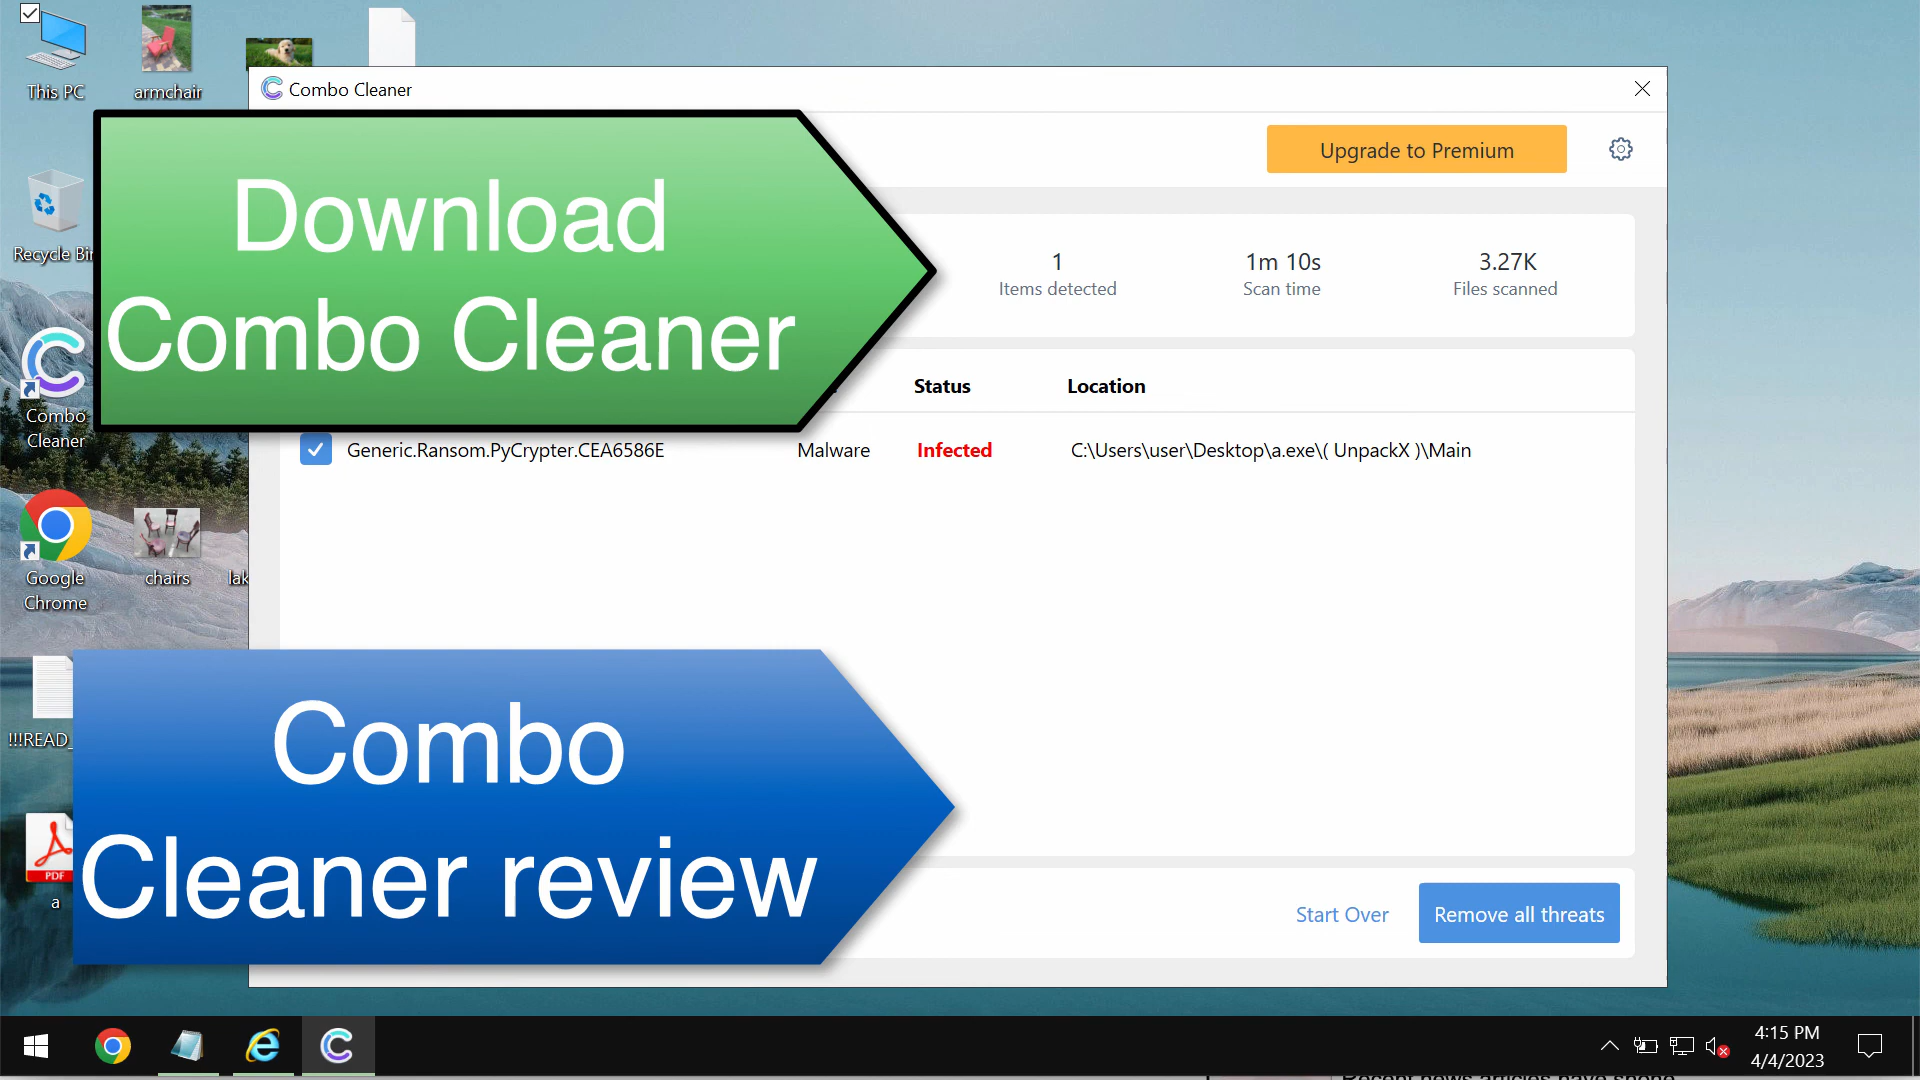 This PC
armchair
Combo Cleaner
Upgrade to Premium
Download
Combo Cleaner
Recycle Bin
1
Items detected
1m 10s
Scan time
3.27K
Files scanned
Status
Location
Combo
Cleaner
Generic.Ransom.PyCrypter.CEA6586E
Malware
Infected
C:\Users\user\Desktop\a.exe\( UnpackX )\Main
Google
Chrome
chairs
lak
!!!READ_
Combo
Cleaner review
PDF
a
Start Over
Remove all threats
4:15 PM
4/4/2023